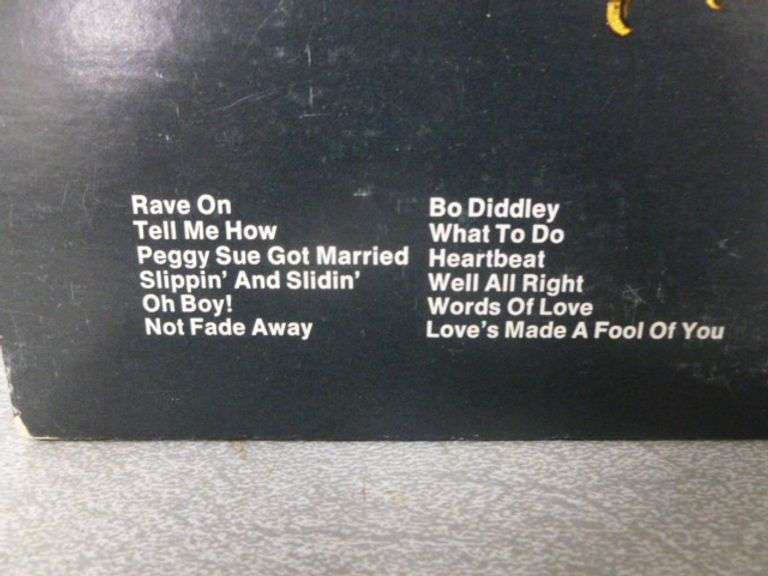 Rave On
Tell Me How
Peggy Sue Got Married
Slippin' And Slidin'
Oh Boy!
Not Fade Away
Bo Diddley
What To Do
Heartbeat
Well All Right
Words Of Love
Love's Made A Fool Of You